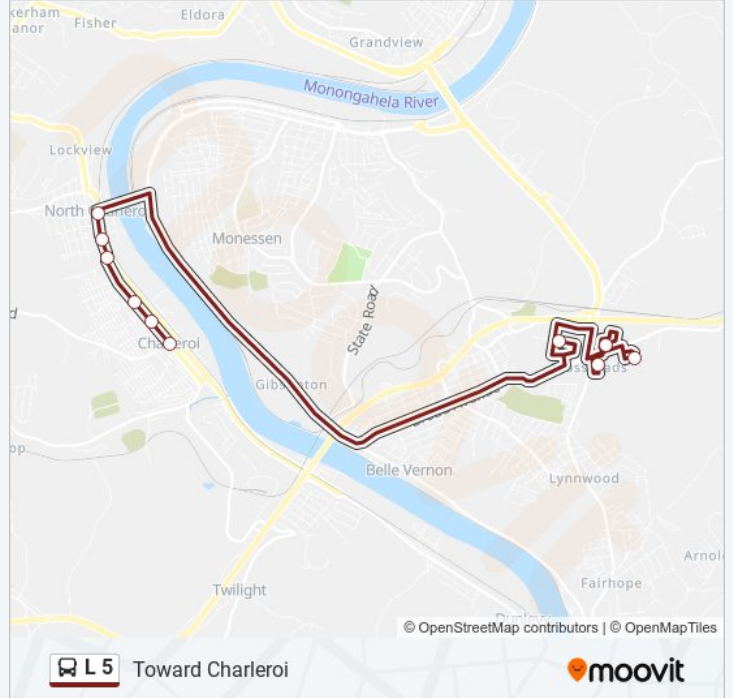 Eldora
Fisher
Grandview
Monongahela River
Lockview
North
Monessen
State Road
Charleroi
Belle Vernon
Lynnwood
Fairhope
Twilight
© OpenStreetMap contributors | © OpenMapTiles
L 5 Toward Charleroi
moovit